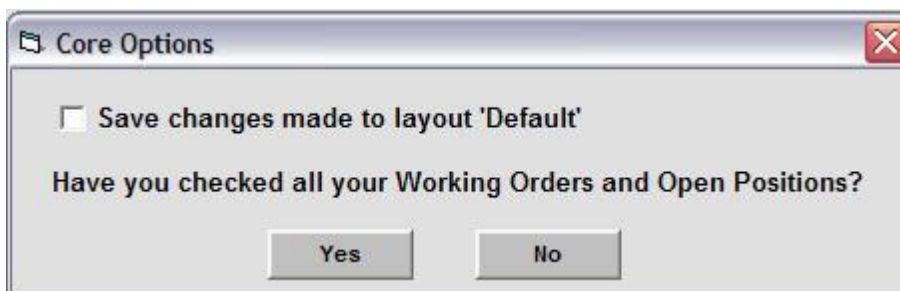 Core Options
Save changes made to layout 'Default'
Have you checked all your Working Orders and Open Positions?
Yes No